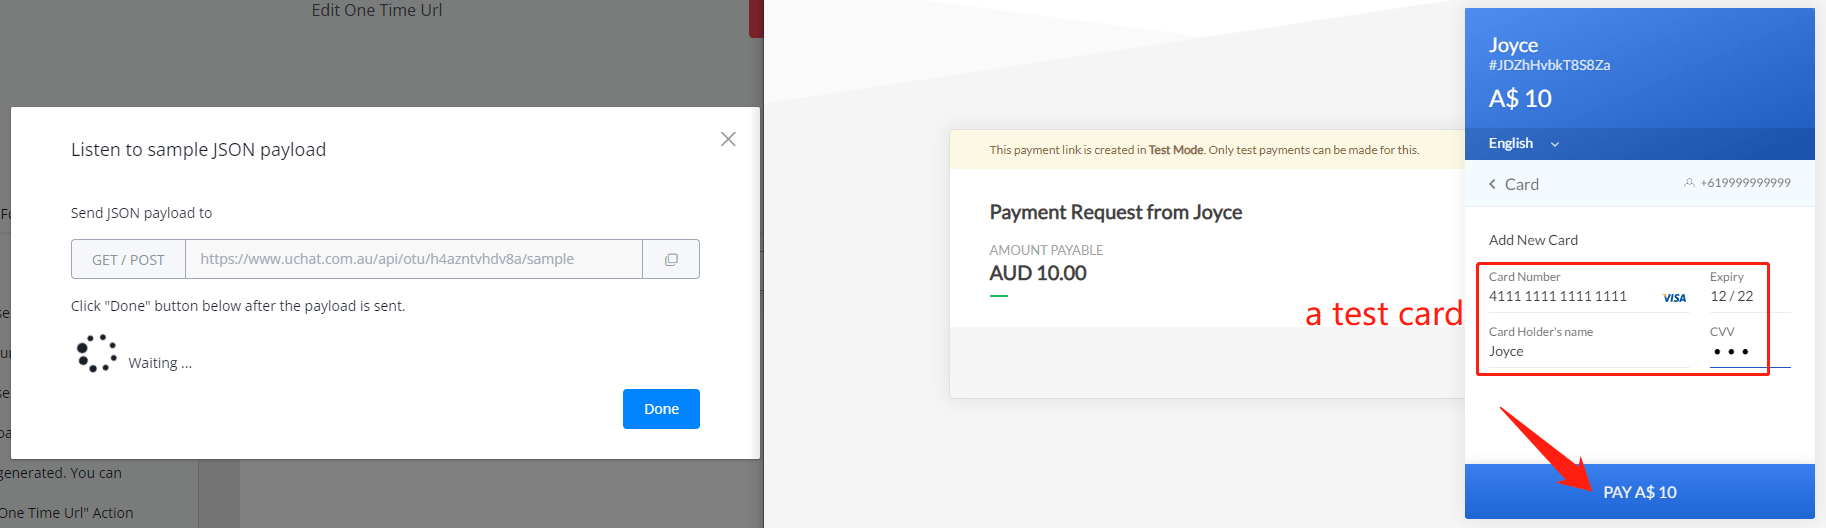 Edit One Time Url
Listen to sample JSON payload
Send JSON payload to
GET / POST
https://www.uchat.com.au/api/otu/h4azntvhdv8a/sample
Click "Done" button below after the payload is sent.
Waiting ...
Done
generated. You can
One Time Url" Action
This payment link is created in Test Mode. Only test payments can be made for this.
Payment Request from Joyce
AMOUNT PAYABLE
AUD 10.00
a test card
Joyce
#JDZhHvbkT8S8Za
A$ 10
English
Card
+619999999999
Add New Card
Card Number
Expiry
4111 1111 1111 1111
VISA
12 / 22
Card Holder's name
CVV
Joyce
PAY A$ 10